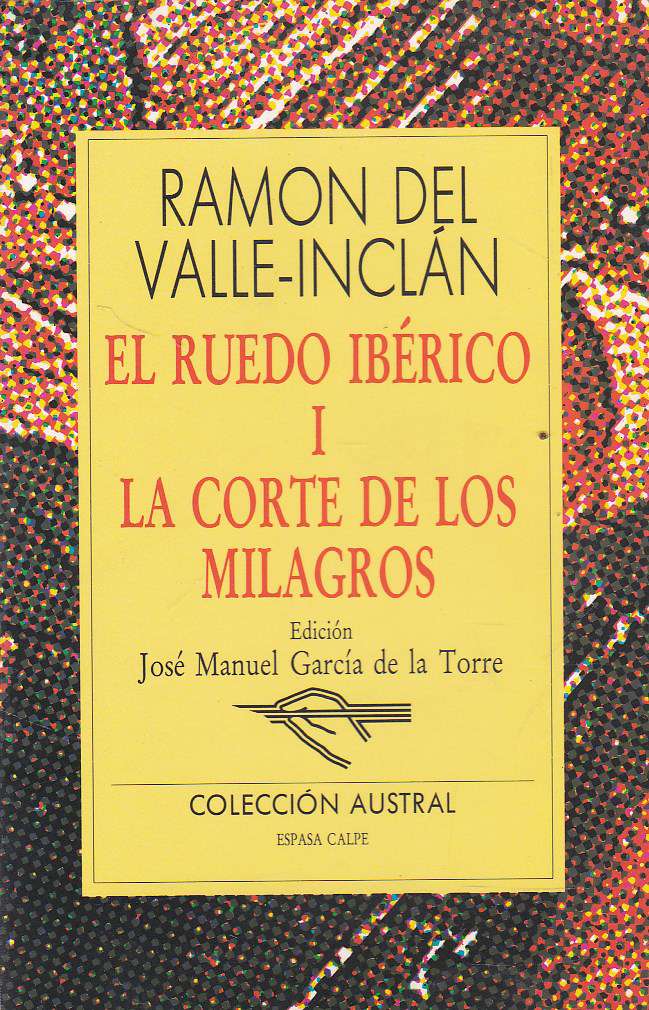 RAMON DEL
VALLE-INCLÁN
EL RUEDO IBÉRICO
I
LA CORTE DE LOS
MILAGROS
Edición
José Manuel García de la Torre
COLECCIÓN AUSTRAL
ESPASA CALPE